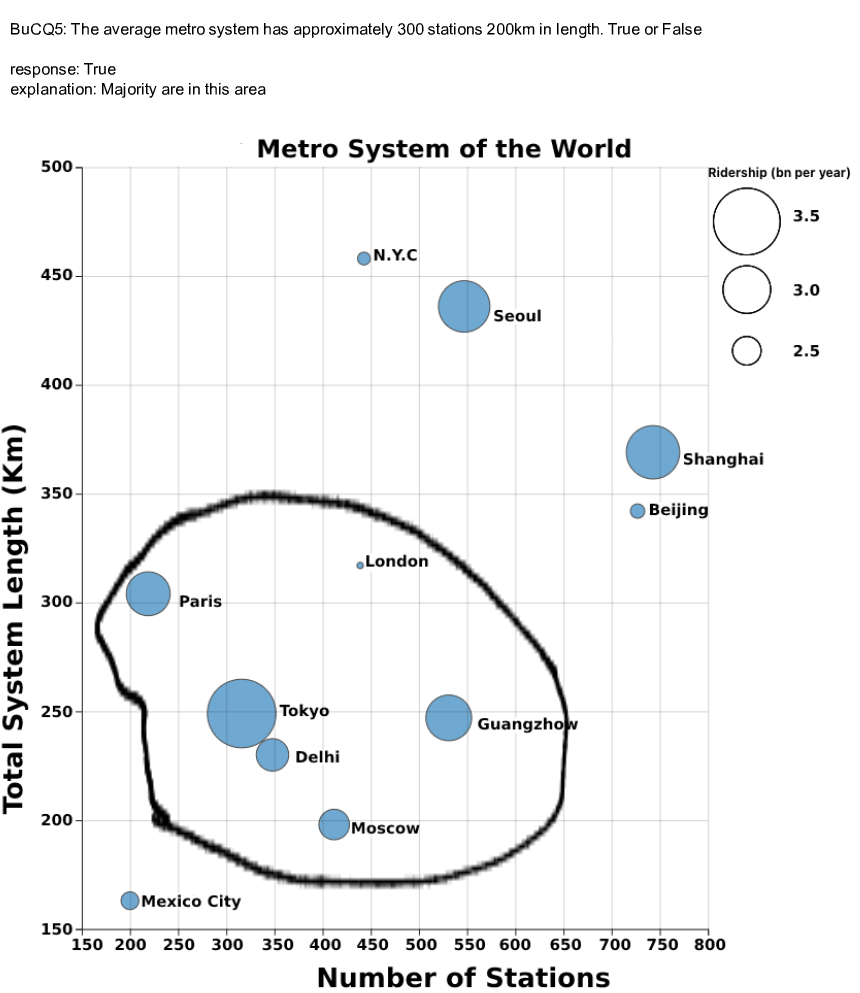 BuCQ5: The average metro system has approximately 300 stations 200km in length. True or False
response: True
explanation: Majority are in this area
Metro System of the World
Ridership (bn per year)
3.5
3.0
2.5
500
450
400
350
300
250
200
150
Total System Length (Km)
N.Y.C
Seoul
Shanghai
Beijing
London
Paris
Tokyo
Guangzhow
Delhi
Moscow
Mexico City
150 200 250 300 350 400 450 500 550 600 650 700 750 800
Number of Stations